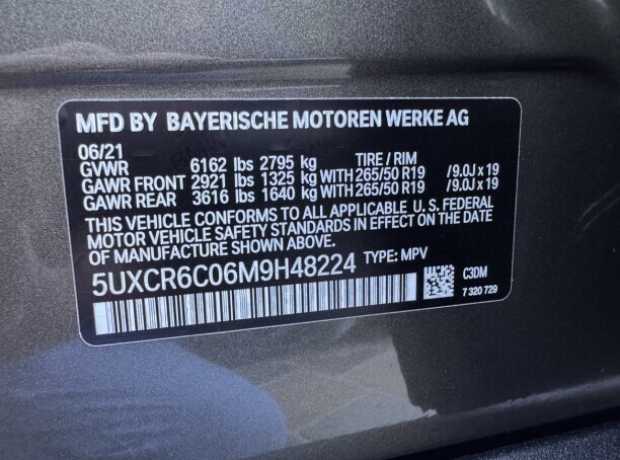 MFD BY BAYERISCHE MOTOREN WERKE AG
06/21
GVWR 6162 lbs 2795 kg TIRE / RIM
GAWR FRONT 2921 lbs 1325 kg WITH 265/50 R19 /9.0J x 19
GAWR REAR 3616 lbs 1640 kg WITH 265/50 R19 /9.0J x 19
THIS VEHICLE CONFORMS TO ALL APPLICABLE U. S. FEDERAL
MOTOR VEHICLE SAFETY STANDARDS IN EFFECT ON THE DATE
OF MANUFACTURE SHOWN ABOVE.
5UXCR6C06M9H48224 TYPE: MPV
C3DM
7 320 729